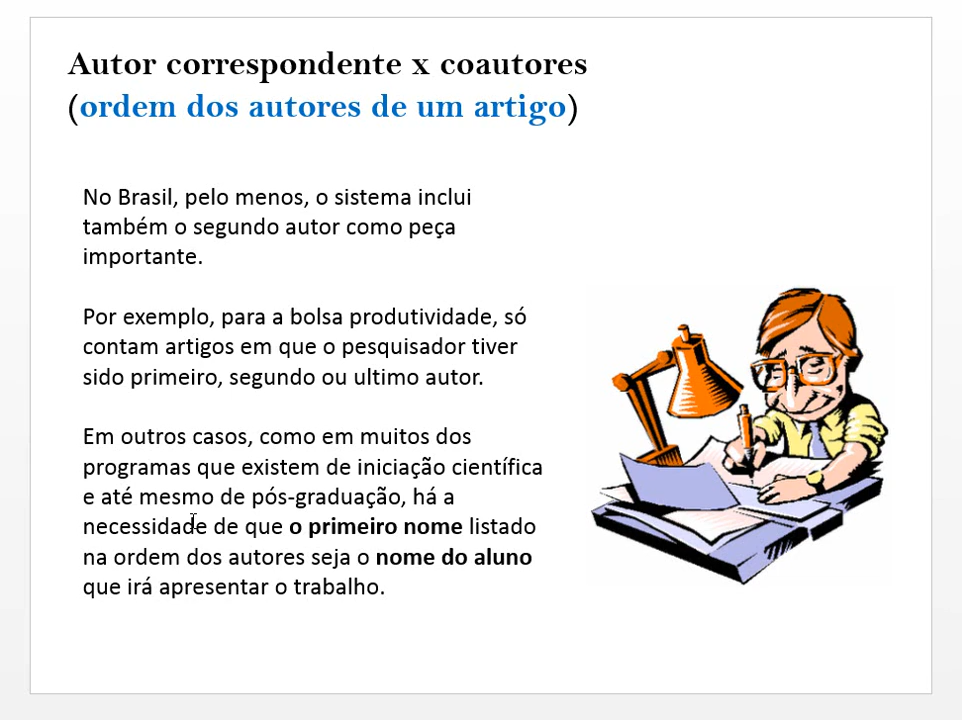 Autor correspondente x coautores
(ordem dos autores de um artigo)
No Brasil, pelo menos, o sistema inclui
também o segundo autor como peça
importante.
Por exemplo, para a bolsa produtividade, só
contam artigos em que o pesquisador tiver
sido primeiro, segundo ou ultimo autor.
Em outros casos, como em muitos dos
programas que existem de iniciação científica
e até mesmo de pós-graduação, há a
necessidade de que o primeiro nome listado
na ordem dos autores seja o nome do aluno
que irá apresentar o trabalho.